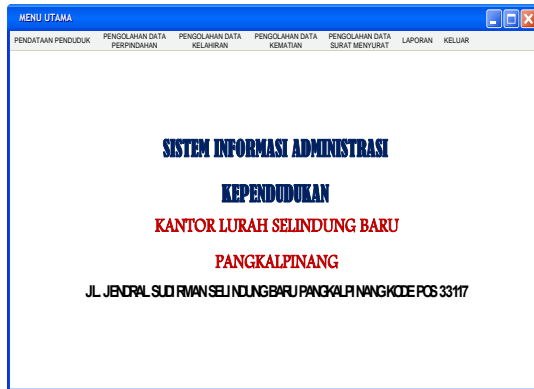 MENU UTAMA
PENDATAAN PENDUDUK
PENGOLAHAN DATA
PERPINDAHAN
PENGOLAHAN DATA
KELAHIRAN
PENGOLAHAN DATA
KEMATIAN
PENGOLAHAN DATA
SURAT MENYURAT
LAPORAN
KELUAR
SISTEM INFORMASI ADMINISTRASI
KEPENDUDUKAN
KANTOR LURAH SELINDUNG BARU
PANGKALPINANG
JL. JENDRAL SUDIRMAN SELINDUNG BARU PANGKALPINANG KODE POS 33117